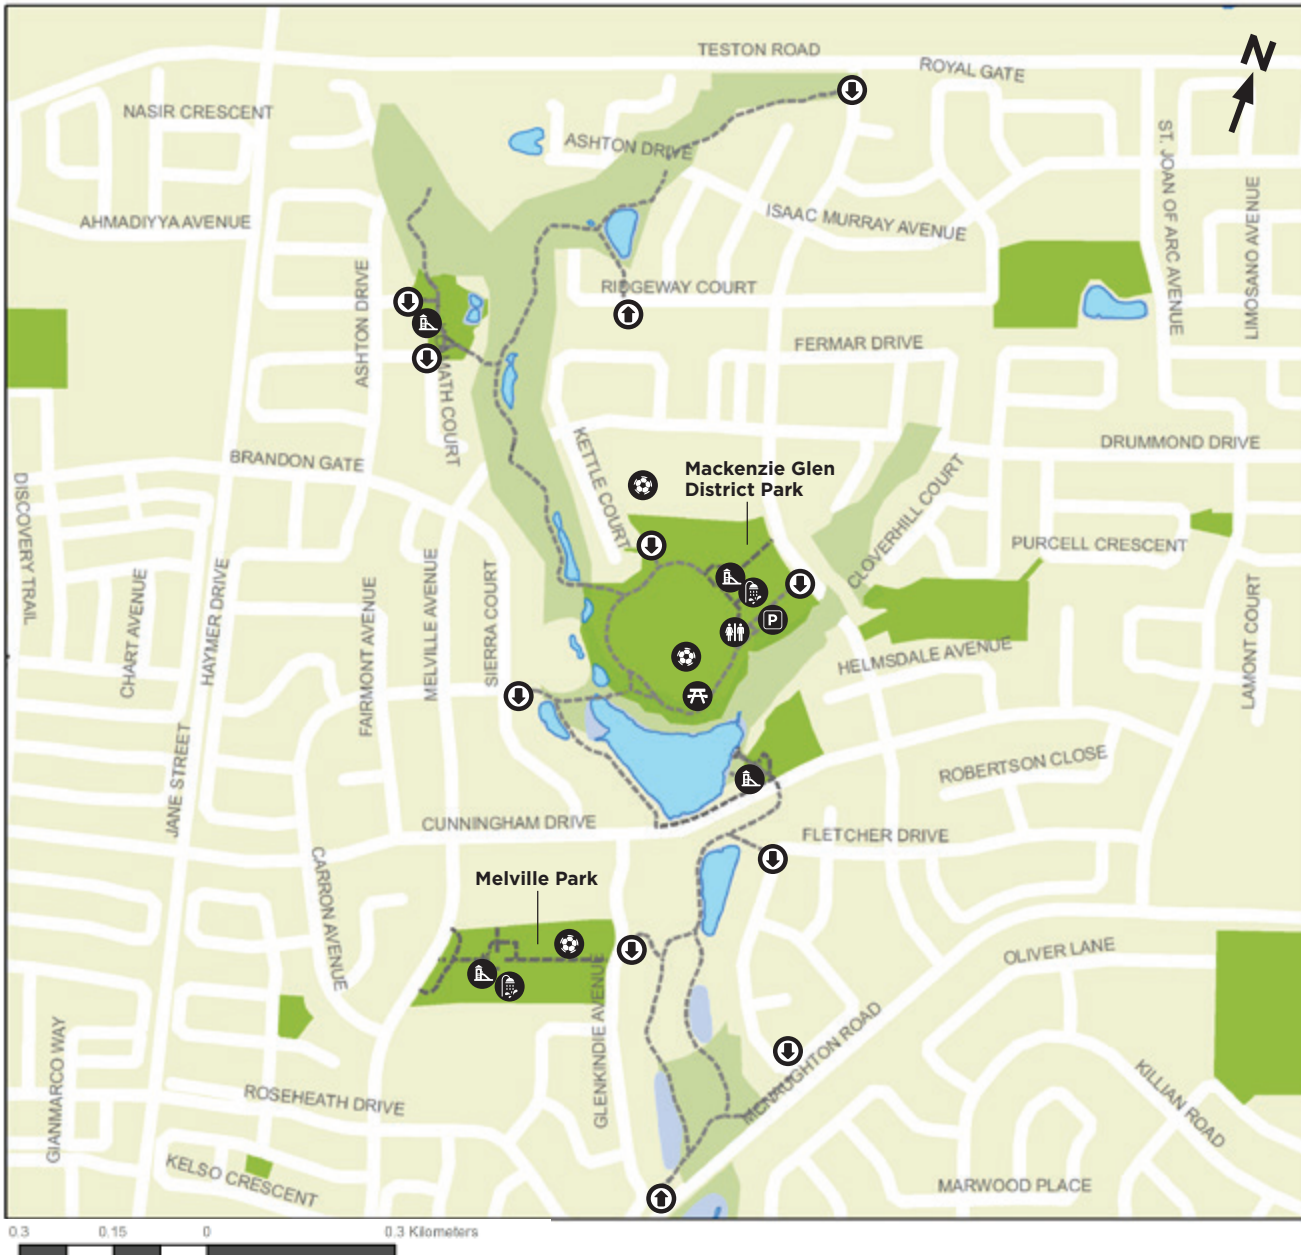 TESTON ROAD
ROYAL GATE
N
NASIR CRESCENT
ASHTON DRIVE
ST. JOAN OF ARC AVENUE
LIMOSANO AVENUE
AHMADIYYA AVENUE
ISAAC MURRAY AVENUE
ASHTON DRIVE
RIDGEWAY COURT
FERMAR DRIVE
MATH COURT
BRANDON GATE
KETTLE COURT
DRUMMOND DRIVE
Mackenzie Glen
District Park
DISCOVERY TRAIL
CLOVERHILL COURT
PURCELL CRESCENT
CHART AVENUE
HAYMER DRIVE
FAIRMONT AVENUE
MELVILLE AVENUE
SIERRA COURT
P
HELMSDALE AVENUE
LAMONT COURT
JANE STREET
ROBERTSON CLOSE
CUNNINGHAM DRIVE
FLETCHER DRIVE
CARRON AVENUE
Melville Park
OLIVER LANE
GLENKINDIE AVENUE
MCNAUGHTON ROAD
GIANMARCO WAY
KILLIAN ROAD
ROSEHEATH DRIVE
KELSO CRESCENT
MARWOOD PLACE
0.3 0.15 0 0.3 Kilometers